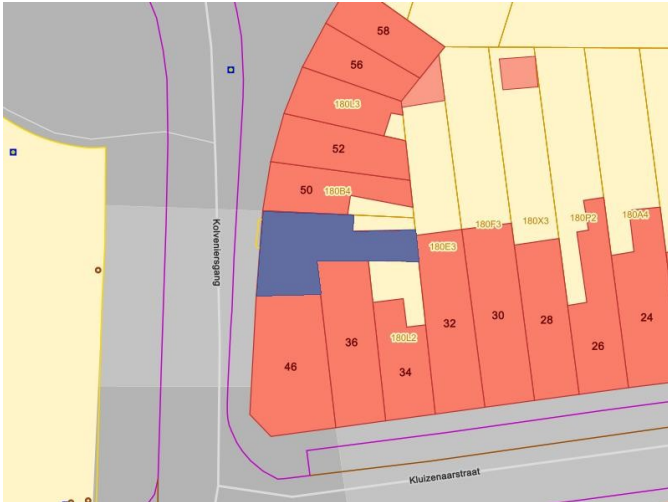 58
56
180L3
52
50
180B4
Kolveniersgang
180E3
180F3
180X3
180P2
180A4
46
36
180L2
34
32
30
28
26
24
Kluizenaarstraat